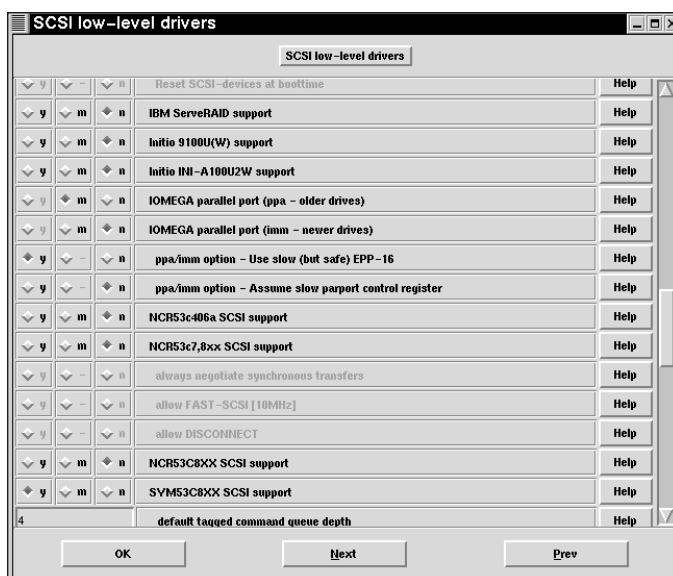 SCSI low-level drivers
SCSI low-level drivers
y - n Reset SCSI-devices at boottime Help
y m n IBM ServeRAID support Help
y m n Initio 9100U(W) support Help
y m n Initio INI-A100U2W support Help
y m n IOMEGA parallel port (ppa - older drives) Help
y m n IOMEGA parallel port (imm - newer drives) Help
y - n ppa/imm option - Use slow (but safe) EPP-16 Help
y - n ppa/imm option - Assume slow parport control register Help
y m n NCR53c406a SCSI support Help
y m n NCR53c7,8xx SCSI support Help
y - n always negotiate synchronous transfers Help
y - n allow FAST-SCSI [10MHz] Help
y - n allow DISCONNECT Help
y m n NCR53C8XX SCSI support Help
y m n SYM53C8XX SCSI support Help
4 default tagged command queue depth Help
OK Next Prev